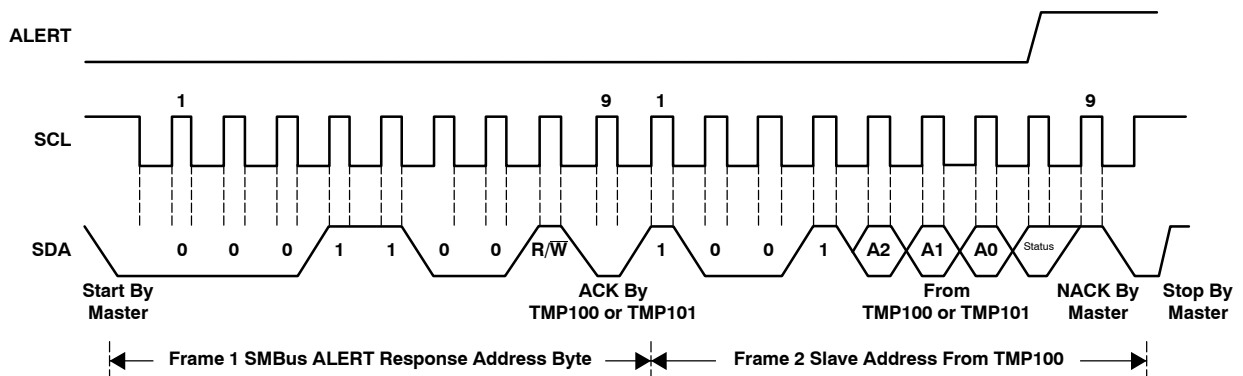 ALERT
1 9 1 9
SCL
SDA
0 0 0 1 1 0 0 R/W̅ 1 0 0 1 A2 A1 A0 Status
Start By
Master
ACK By
TMP100 or TMP101
From
TMP100 or TMP101
NACK By
Master
Stop By
Master
Frame 1 SMBus ALERT Response Address Byte
Frame 2 Slave Address From TMP100